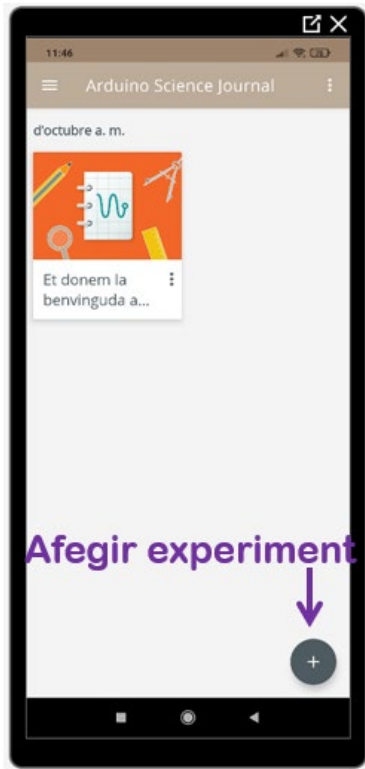 11:46
Arduino Science Journal
d'octubre a. m.
Et donem la
benvinguda a...
Afegir experiment
+